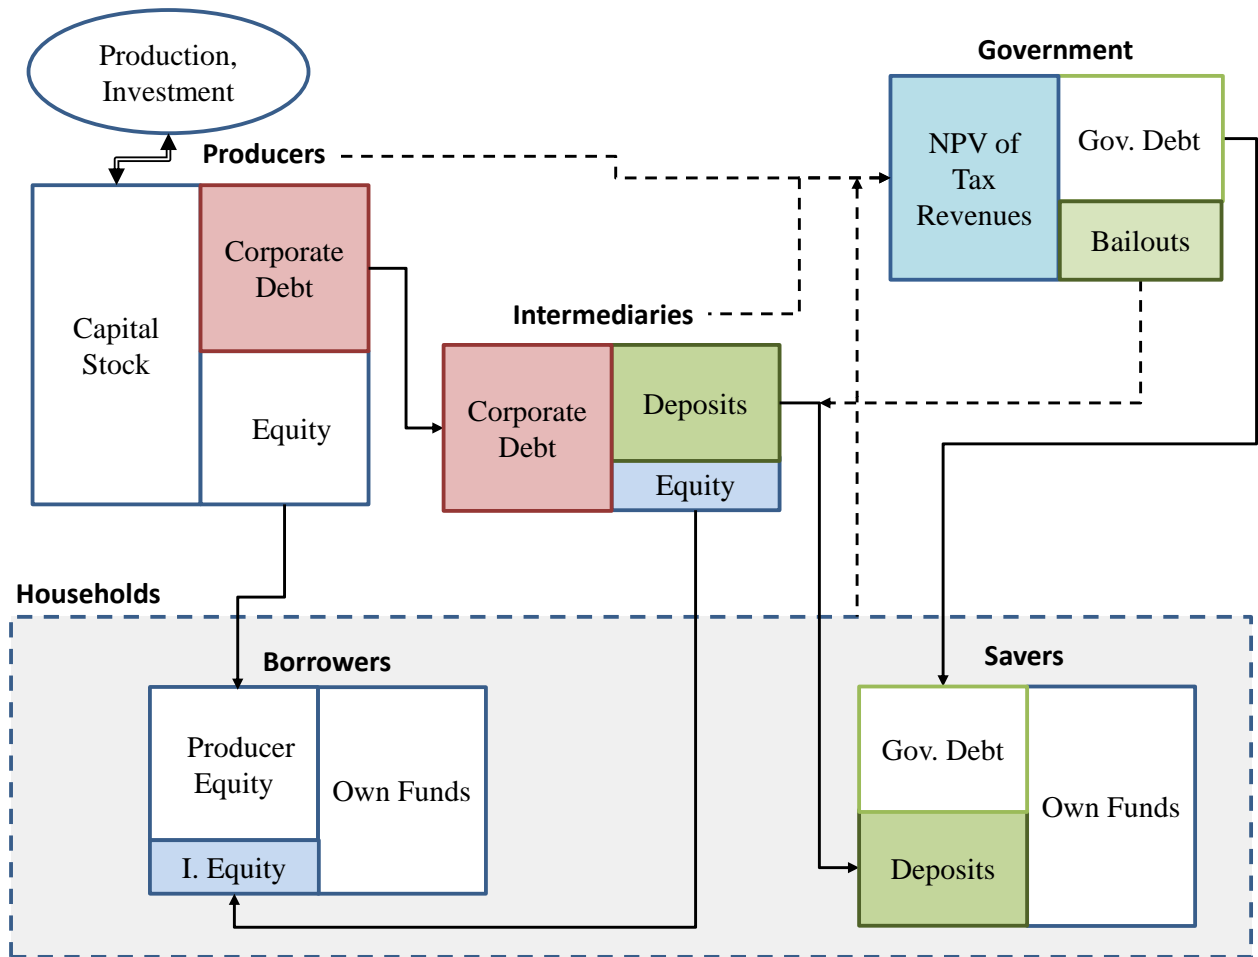 Production,
Investment
Government
Producers
NPV of
Tax
Revenues
Gov. Debt
Bailouts
Capital
Stock
Corporate
Debt
Equity
Intermediaries
Corporate
Debt
Deposits
Equity
Households
Borrowers
Producer
Equity
I. Equity
Own Funds
Savers
Gov. Debt
Deposits
Own Funds